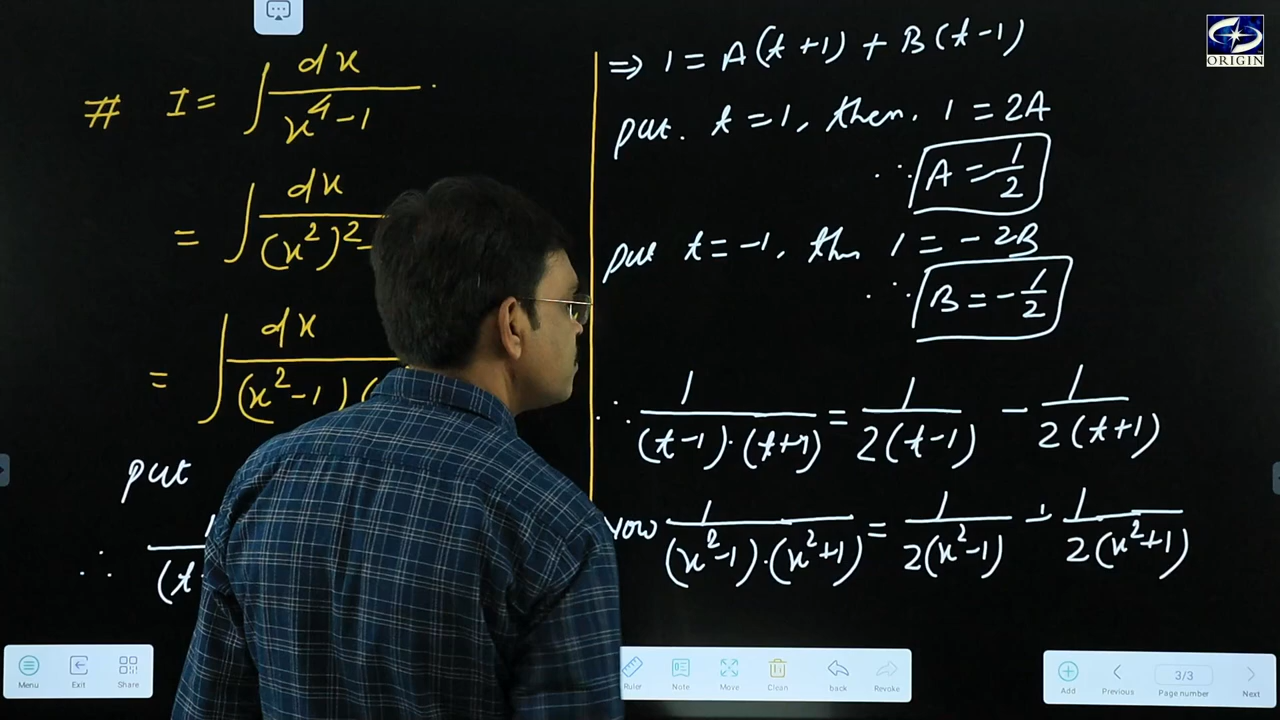 # I = ∫ dx / x⁴-1 .
= ∫ dx / (x²)² -
= ∫ dx / (x²-1) (
put
∴ 1 / (t-
⇒ 1 = A(t+1) + B(t-1)
put. t = 1, then. 1 = 2A
∴ A = 1/2
put t = -1, then 1 = -2B
∴ B = -1/2
∴ 1 / (t-1).(t+1) = 1 / 2(t-1) - 1 / 2(t+1)
now 1 / (x²-1).(x²+1) = 1 / 2(x²-1) - 1 / 2(x²+1)
ORIGIN
Menu Exit Share
Ruler Note Move Clean back Revoke
Add Previous 3/3 Page number Next